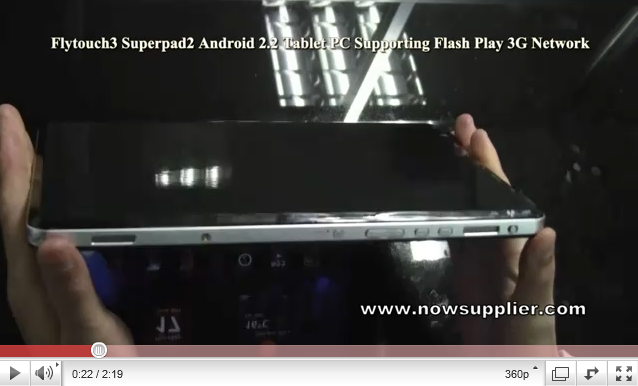 Flytouch3 Superpad2 Android 2.2 Tablet PC Supporting Flash Play 3G Network
17
www.nowsupplier.com
0:22 / 2:19
360p